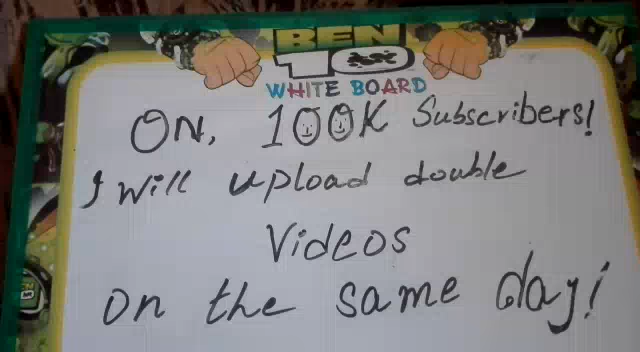 BEN
10
WHITE BOARD
ON, 100K Subscribers!
I will upload double
Videos
on the same day!